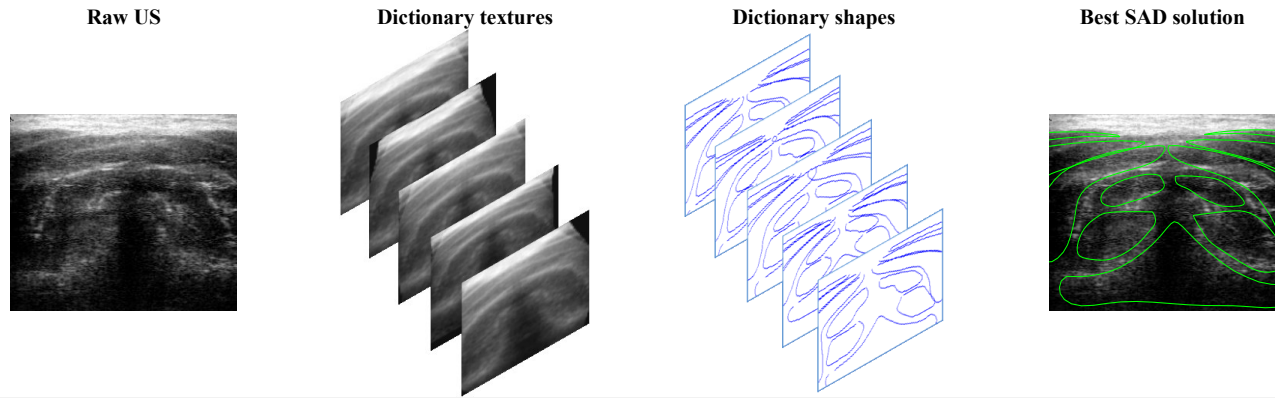 Raw US
Dictionary textures
Dictionary shapes
Best SAD solution